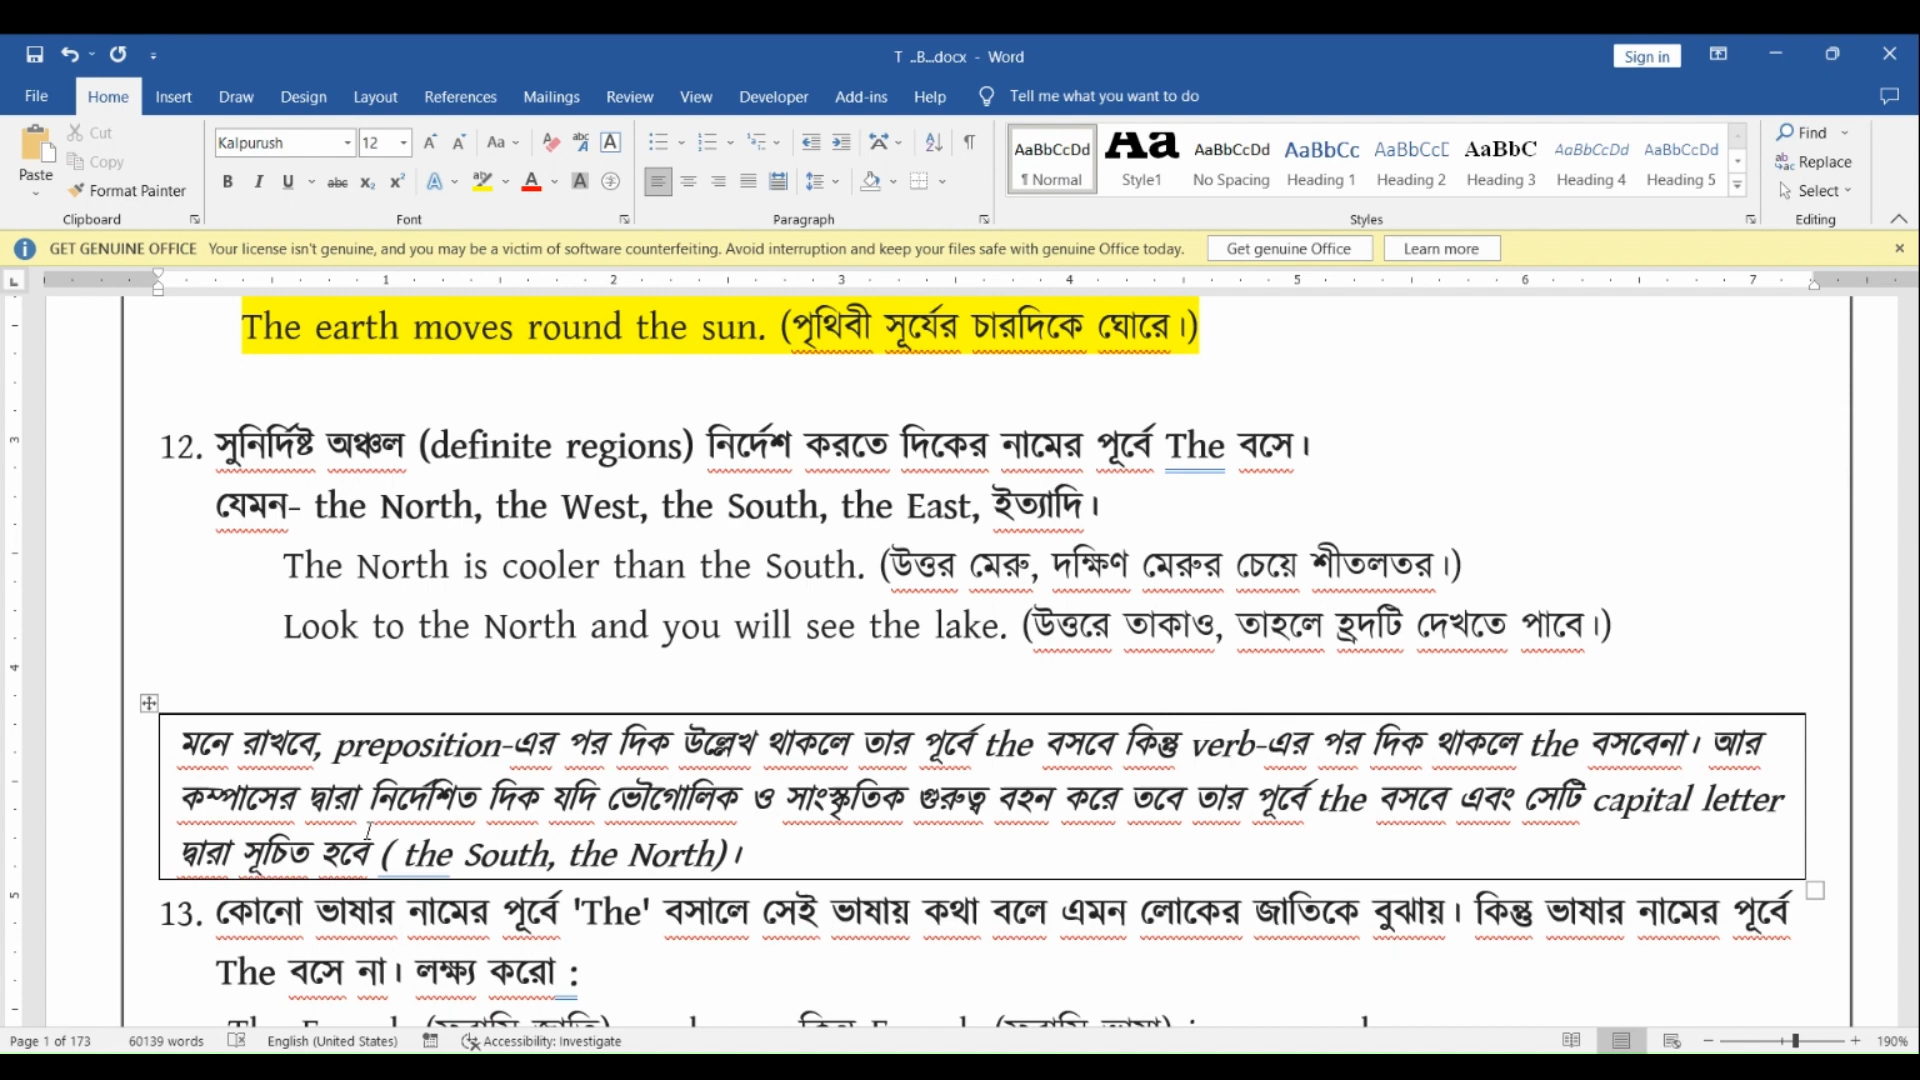 T ..B...docx - Word
Sign in
File Home Insert Draw Design Layout References Mailings Review View Developer Add-ins Help Tell me what you want to do
Paste
Cut
Copy
Format Painter
Clipboard
Kalpurush 12
Font
Paragraph
AaBbCcDd Aa AaBbCcDd AaBbCc AaBbCcD AaBbC AaBbCcDd AaBbCcDd
¶ Normal Style1 No Spacing Heading 1 Heading 2 Heading 3 Heading 4 Heading 5
Styles
Find
Replace
Select
Editing
GET GENUINE OFFICE Your license isn't genuine, and you may be a victim of software counterfeiting. Avoid interruption and keep your files safe with genuine Office today. Get genuine Office Learn more
1 2 3 4 5 6 7
The earth moves round the sun. (পৃথিবী সূর্যের চারদিকে ঘোরে।)
12. সুনির্দিষ্ট অঞ্চল (definite regions) নির্দেশ করতে দিকের নামের পূর্বে The বসে।
যেমন- the North, the West, the South, the East, ইত্যাদি।
The North is cooler than the South. (উত্তর মেরু, দক্ষিণ মেরুর চেয়ে শীতলতর।)
Look to the North and you will see the lake. (উত্তরে তাকাও, তাহলে হ্রদটি দেখতে পাবে।)
মনে রাখবে, preposition-এর পর দিক উল্লেখ থাকলে তার পূর্বে the বসবে কিন্তু verb-এর পর দিক থাকলে the বসবেনা। আর
কম্পাসের দ্বারা নির্দেশিত দিক যদি ভৌগোলিক ও সাংস্কৃতিক গুরুত্ব বহন করে তবে তার পূর্বে the বসবে এবং সেটি capital letter
দ্বারা সূচিত হবে ( the South, the North)।
13. কোনো ভাষার নামের পূর্বে 'The' বসালে সেই ভাষায় কথা বলে এমন লোকের জাতিকে বুঝায়। কিন্তু ভাষার নামের পূর্বে
The বসে না। লক্ষ্য করো :
Page 1 of 173 60139 words English (United States) Accessibility: Investigate 190%